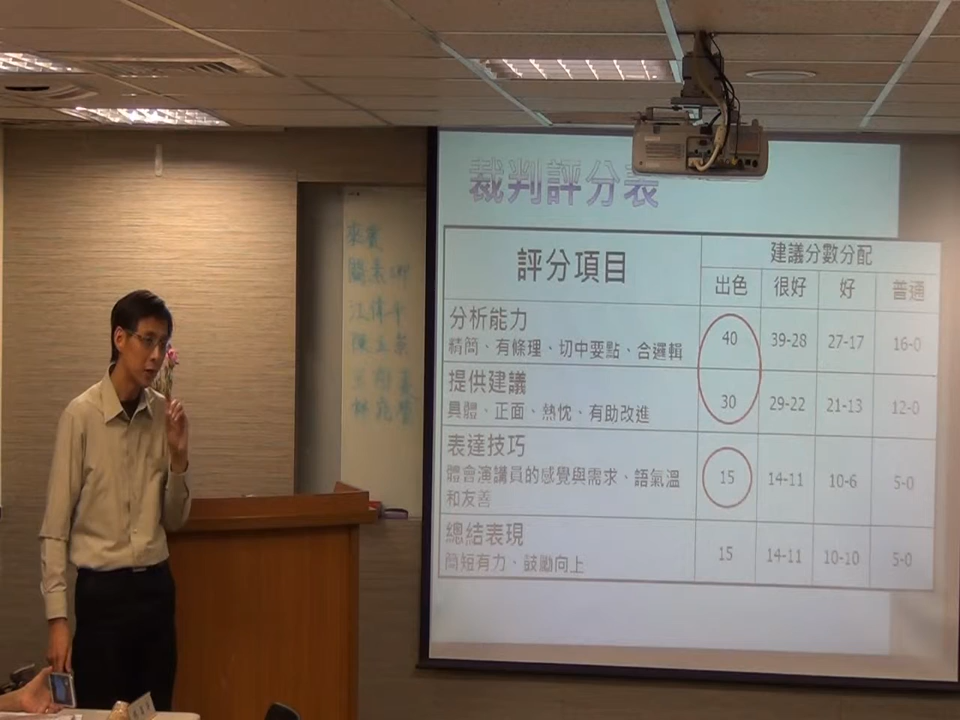 裁判評分表
評分項目
建議分數分配
出色 很好 好 普通
分析能力
精簡、有條理、切中要點、合邏輯
40 39-28 27-17 16-0
提供建議
具體、正面、熱忱、有助改進
30 29-22 21-13 12-0
表達技巧
體會演講員的感覺與需求、語氣溫
和友善
15 14-11 10-6 5-0
總結表現
簡短有力、鼓勵向上
15 14-11 10-10 5-0
來賓